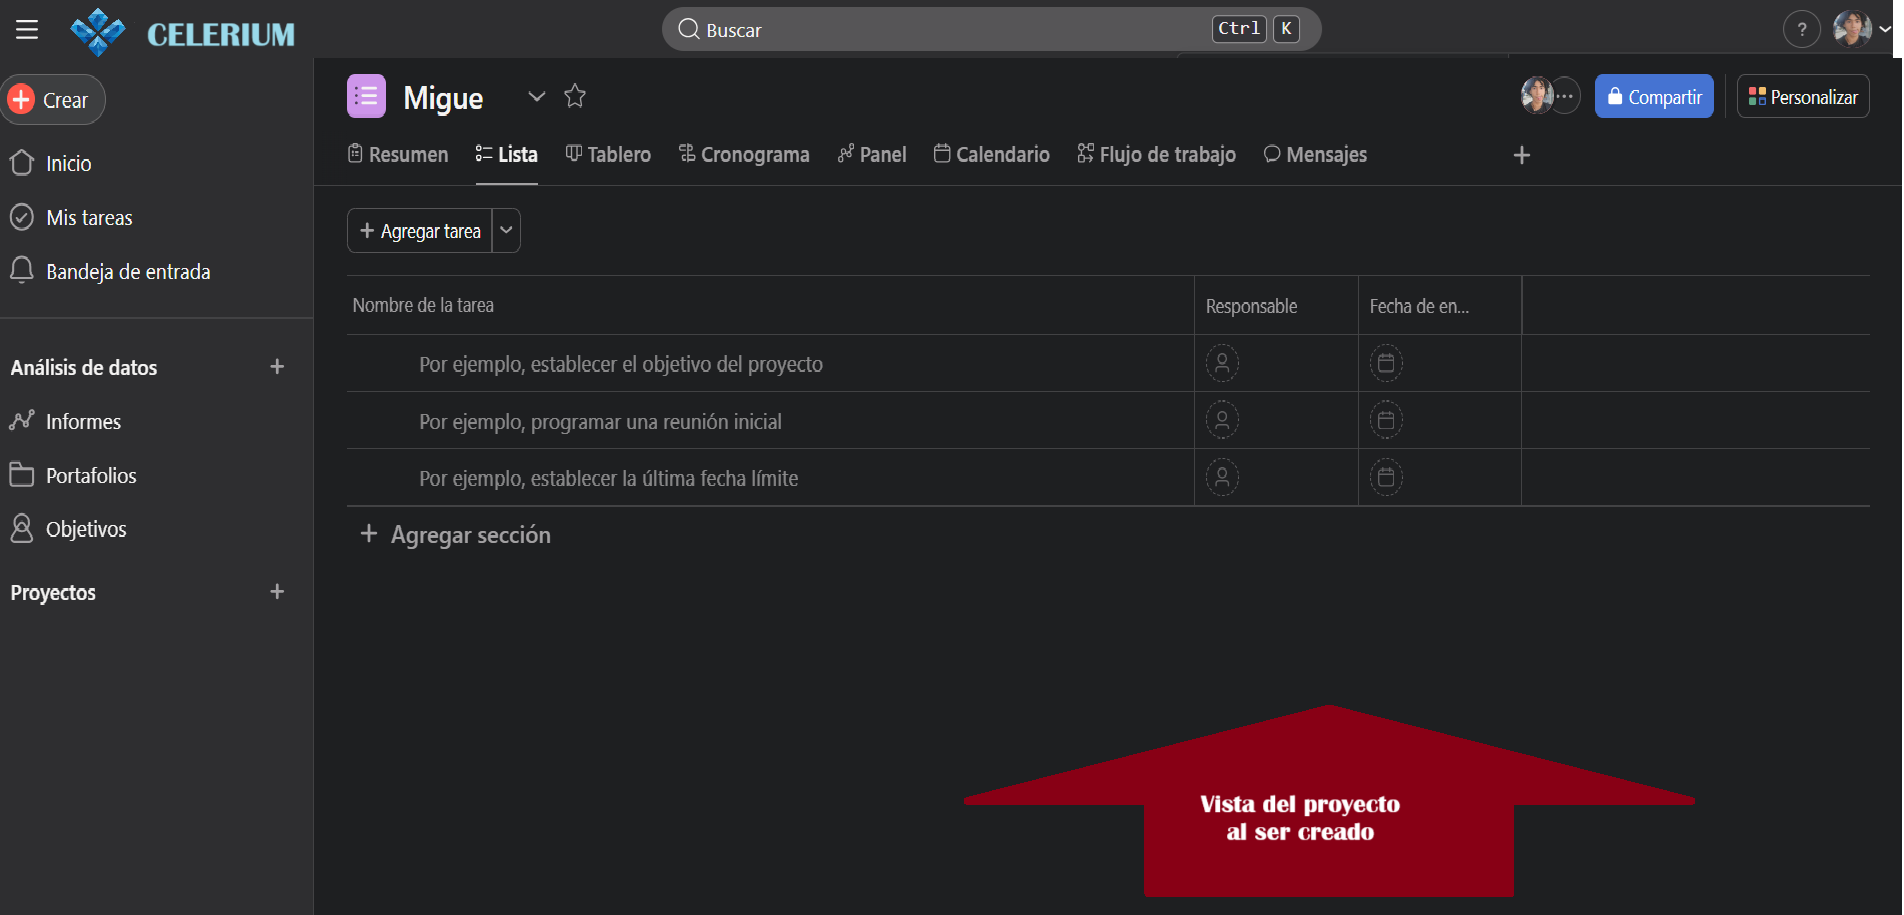 CELERIUM
Buscar
Ctrl K
?
Crear
Inicio
Mis tareas
Bandeja de entrada
Análisis de datos
Informes
Portafolios
Objetivos
Proyectos
Migue
Compartir
Personalizar
Resumen Lista Tablero Cronograma Panel Calendario Flujo de trabajo Mensajes
+ Agregar tarea
Nombre de la tarea Responsable Fecha de en...
Por ejemplo, establecer el objetivo del proyecto
Por ejemplo, programar una reunión inicial
Por ejemplo, establecer la última fecha límite
+ Agregar sección
Vista del proyecto
al ser creado